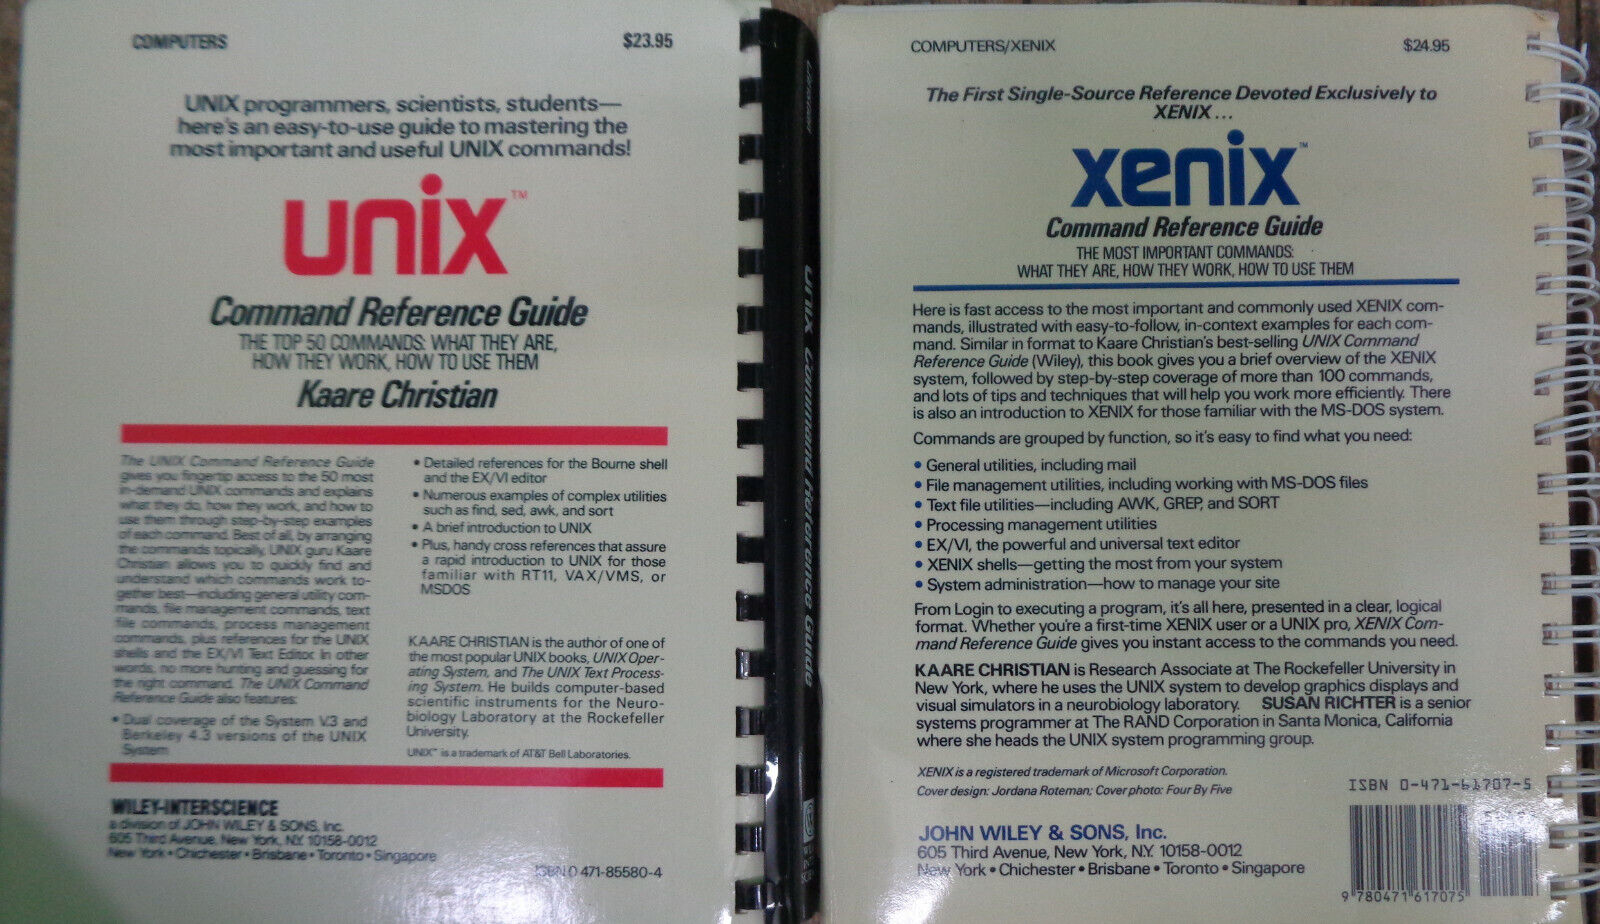 COMPUTERS
$23.95
UNIX programmers, scientists, students—
here's an easy-to-use guide to mastering the
most important and useful UNIX commands!
unix™
Command Reference Guide
THE TOP 50 COMMANDS: WHAT THEY ARE,
HOW THEY WORK, HOW TO USE THEM
Kaare Christian
The UNIX Command Reference Guide
gives you fingertip access to the 50 most
in-demand UNIX commands and explains
what they do, how they work, and how to
use them through step-by-step examples
of each command. Best of all, by arranging
the commands topically, UNIX guru Kaare
Christian allows you to quickly find and
understand which commands work to-
gether best—including general utility com-
mands, file management commands, text
file commands, process management
commands, plus references for the UNIX
shells and the EX/VI Text Editor. In other
words, no more hunting and guessing for
the right command. The UNIX Command
Reference Guide also features:
• Dual coverage of the System V.3 and
Berkeley 4.3 versions of the UNIX
System
• Detailed references for the Bourne shell
and the EX/VI editor
• Numerous examples of complex utilities
such as find, sed, awk, and sort
• A brief introduction to UNIX
• Plus, handy cross references that assure
a rapid introduction to UNIX for those
familiar with RT11, VAX/VMS, or
MSDOS
KAARE CHRISTIAN is the author of one of
the most popular UNIX books, UNIX Oper-
ating System, and The UNIX Text Process-
ing System. He builds computer-based
scientific instruments for the Neuro-
biology Laboratory at the Rockefeller
University.
UNIX™ is a trademark of AT&T Bell Laboratories.
WILEY-INTERSCIENCE
a division of JOHN WILEY & SONS, Inc.
605 Third Avenue, New York, N.Y. 10158-0012
New York • Chichester • Brisbane • Toronto • Singapore
ISBN 0 471-85580-4
unix Command Reference Guide
COMPUTERS/XENIX
$24.95
The First Single-Source Reference Devoted Exclusively to
XENIX...
xenix™
Command Reference Guide
THE MOST IMPORTANT COMMANDS:
WHAT THEY ARE, HOW THEY WORK, HOW TO USE THEM
Here is fast access to the most important and commonly used XENIX com-
mands, illustrated with easy-to-follow, in-context examples for each com-
mand. Similar in format to Kaare Christian's best-selling UNIX Command
Reference Guide (Wiley), this book gives you a brief overview of the XENIX
system, followed by step-by-step coverage of more than 100 commands,
and lots of tips and techniques that will help you work more efficiently. There
is also an introduction to XENIX for those familiar with the MS-DOS system.
Commands are grouped by function, so it's easy to find what you need:
• General utilities, including mail
• File management utilities, including working with MS-DOS files
• Text file utilities—including AWK, GREP, and SORT
• Processing management utilities
• EX/VI, the powerful and universal text editor
• XENIX shells—getting the most from your system
• System administration—how to manage your site
From Login to executing a program, it's all here, presented in a clear, logical
format. Whether you're a first-time XENIX user or a UNIX pro, XENIX Com-
mand Reference Guide gives you instant access to the commands you need.
KAARE CHRISTIAN is Research Associate at The Rockefeller University in
New York, where he uses the UNIX system to develop graphics displays and
visual simulators in a neurobiology laboratory. SUSAN RICHTER is a senior
systems programmer at The RAND Corporation in Santa Monica, California
where she heads the UNIX system programming group.
XENIX is a registered trademark of Microsoft Corporation.
Cover design: Jordana Roteman; Cover photo: Four By Five
JOHN WILEY & SONS, Inc.
605 Third Avenue, New York, N.Y. 10158-0012
New York • Chichester • Brisbane • Toronto • Singapore
ISBN 0-471-61707-5
9 780471 617075